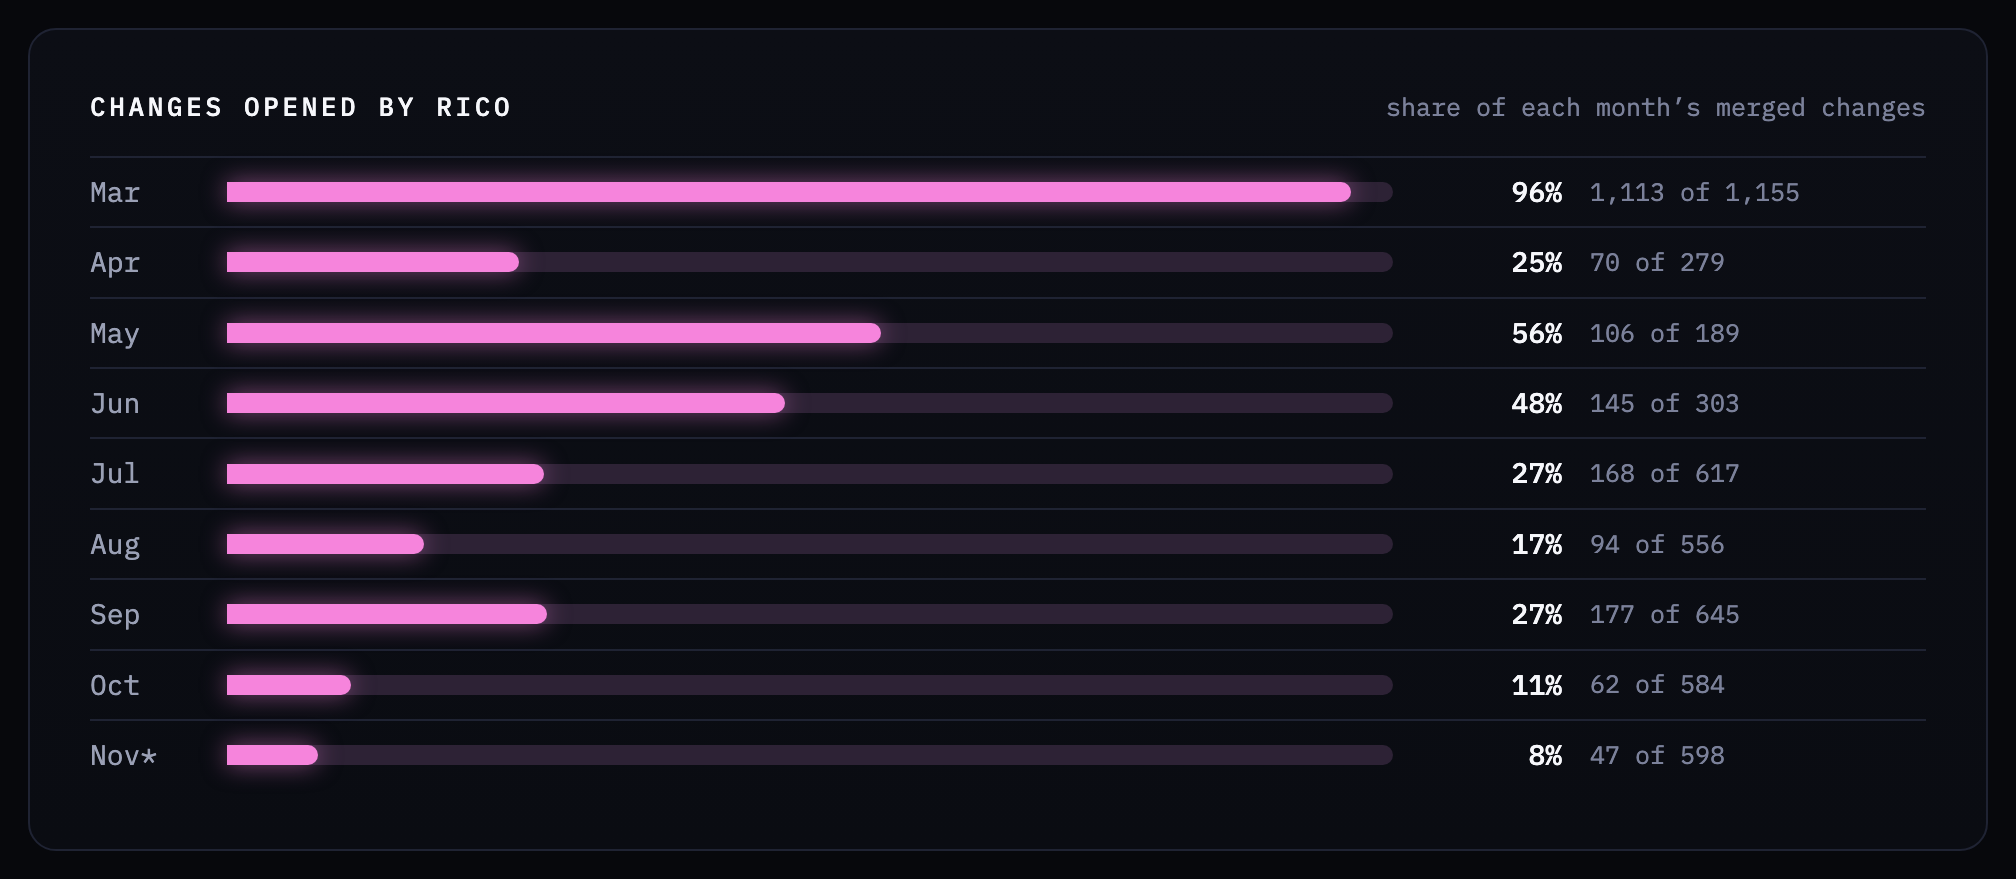 CHANGES OPENED BY RICO share of each month’s merged changes
Mar 96% 1,113 of 1,155
Apr 25% 70 of 279
May 56% 106 of 189
Jun 48% 145 of 303
Jul 27% 168 of 617
Aug 17% 94 of 556
Sep 27% 177 of 645
Oct 11% 62 of 584
Nov* 8% 47 of 598